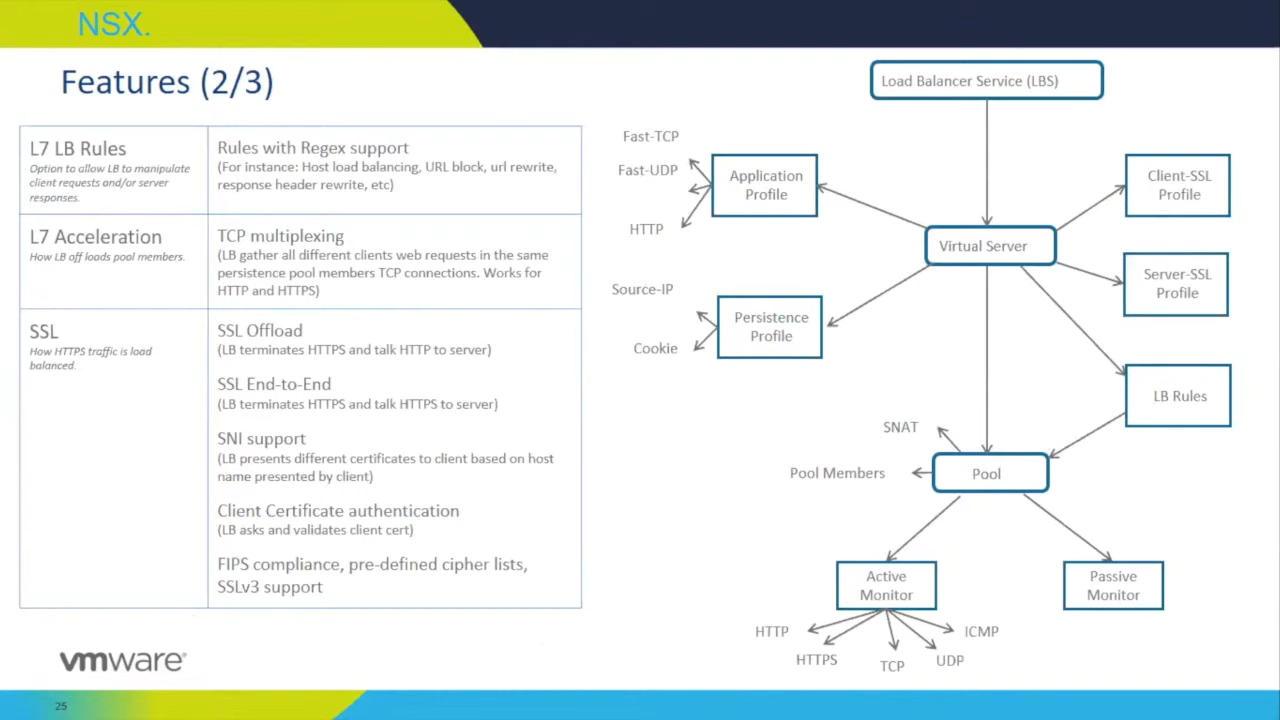 NSX.
Features (2/3)
L7 LB Rules
Option to allow LB to manipulate
client requests and/or server
responses.
Rules with Regex support
(For instance: Host load balancing, URL block, url rewrite,
response header rewrite, etc)
L7 Acceleration
How LB off loads pool members.
TCP multiplexing
(LB gather all different clients web requests in the same
persistence pool members TCP connections. Works for
HTTP and HTTPS)
SSL
How HTTPS traffic is load
balanced.
SSL Offload
(LB terminates HTTPS and talk HTTP to server)
SSL End-to-End
(LB terminates HTTPS and talk HTTPS to server)
SNI support
(LB presents different certificates to client based on host
name presented by client)
Client Certificate authentication
(LB asks and validates client cert)
FIPS compliance, pre-defined cipher lists,
SSLv3 support
Load Balancer Service (LBS)
Fast-TCP
Fast-UDP
HTTP
Application
Profile
Client-SSL
Profile
Virtual Server
Server-SSL
Profile
Source-IP
Cookie
Persistence
Profile
LB Rules
SNAT
Pool Members
Pool
Active
Monitor
Passive
Monitor
HTTP
HTTPS
TCP
UDP
ICMP
vmware®
25